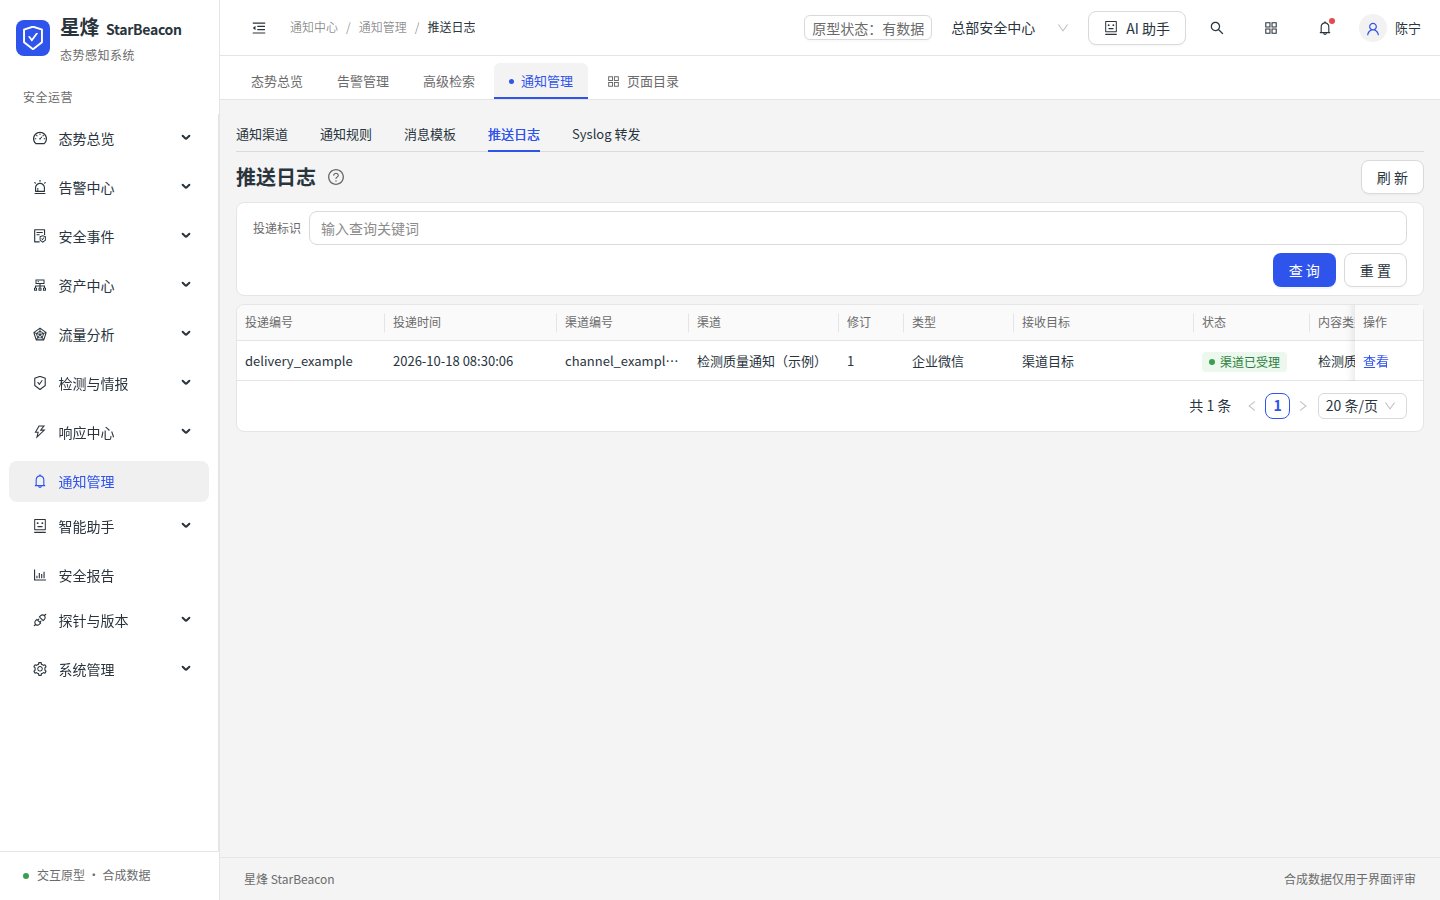 星烽 StarBeacon
态势感知系统
安全运营
态势总览
告警中心
安全事件
资产中心
流量分析
检测与情报
响应中心
通知管理
智能助手
安全报告
探针与版本
系统管理
交互原型 · 合成数据
通知中心 / 通知管理 / 推送日志
原型状态：有数据
总部安全中心
AI 助手
陈宁
态势总览 告警管理 高级检索 通知管理 页面目录
通知渠道 通知规则 消息模板 推送日志 Syslog 转发
推送日志
刷 新
投递标识 输入查询关键词
查 询 重 置
投递编号 投递时间 渠道编号 渠道 修订 类型 接收目标 状态 内容类 操作
delivery_example 2026-10-18 08:30:06 channel_exampl··· 检测质量通知（示例） 1 企业微信 渠道目标 渠道已受理 检测质 查看
共 1 条 < 1 > 20 条/页
星烽 StarBeacon
合成数据仅用于界面评审